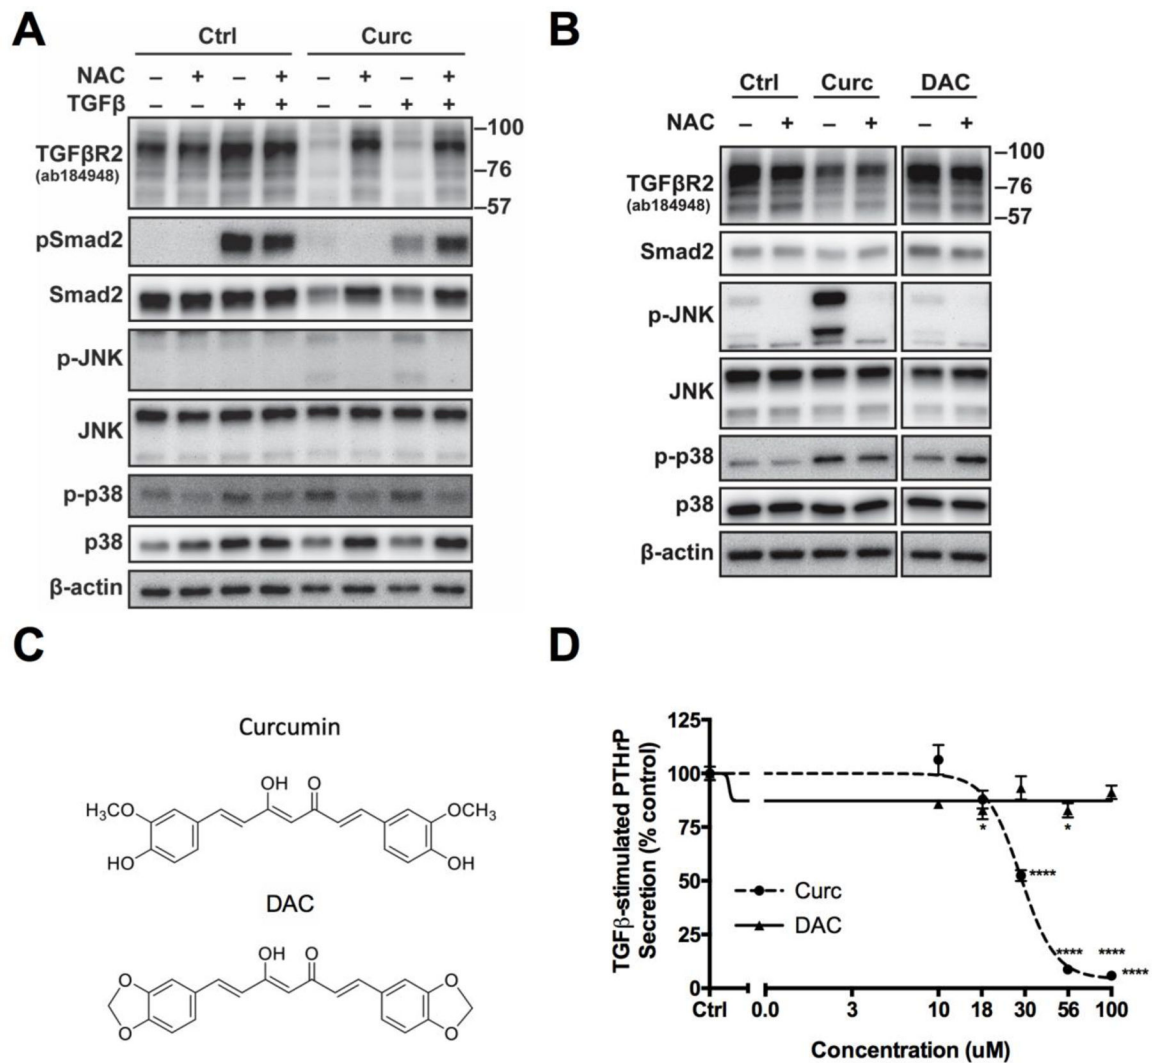 A
Ctrl Curc
NAC – + – + – + – +
TGFβ – – + + – – + +
TGFβR2
(ab184948)
–100
–76
–57
pSmad2
Smad2
p-JNK
JNK
p-p38
p38
β-actin
B
Ctrl Curc DAC
NAC – + – + – +
TGFβR2
(ab184948)
–100
–76
–57
Smad2
p-JNK
JNK
p-p38
p38
β-actin
C
Curcumin
OH O
H₃CO OCH₃
HO OH
DAC
OH O
O O
O O
D
TGFβ-stimulated PTHrP
Secretion (% control)
125
100
75
50
25
0
* *
****
**** ****
****
Curc
DAC
Ctrl 0.0 3 10 18 30 56 100
Concentration (uM)